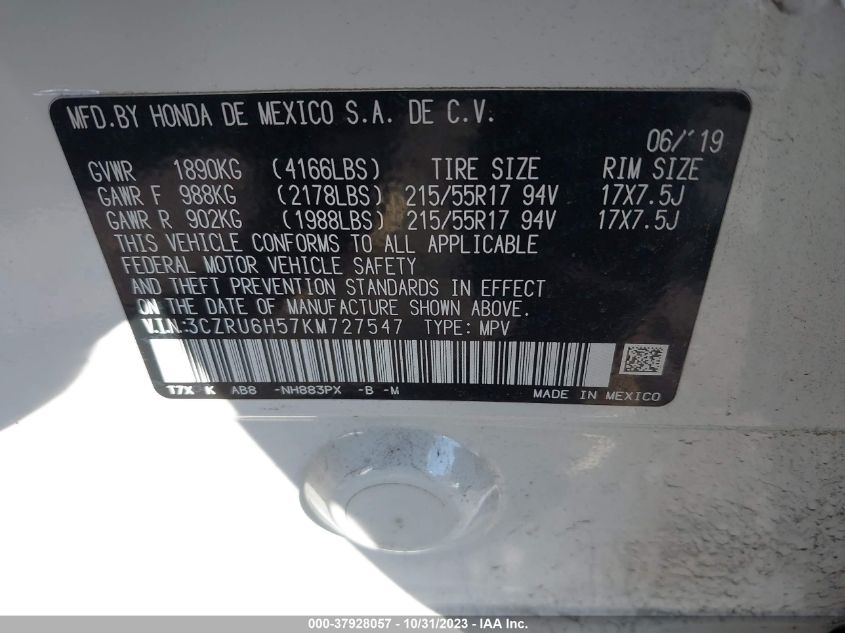 MFD.BY HONDA DE MEXICO S.A. DE C.V.
06/'19
GVWR 1890KG (4166LBS) TIRE SIZE RIM SIZE
GAWR F 988KG (2178LBS) 215/55R17 94V 17X7.5J
GAWR R 902KG (1988LBS) 215/55R17 94V 17X7.5J
THIS VEHICLE CONFORMS TO ALL APPLICABLE
FEDERAL MOTOR VEHICLE SAFETY
AND THEFT PREVENTION STANDARDS IN EFFECT
ON THE DATE OF MANUFACTURE SHOWN ABOVE.
V.I.N:3CZRU6H57KM727547 TYPE: MPV
T7X K AB8 -NH883PX -B -M MADE IN MEXICO
000-37928057 - 10/31/2023 - IAA Inc.